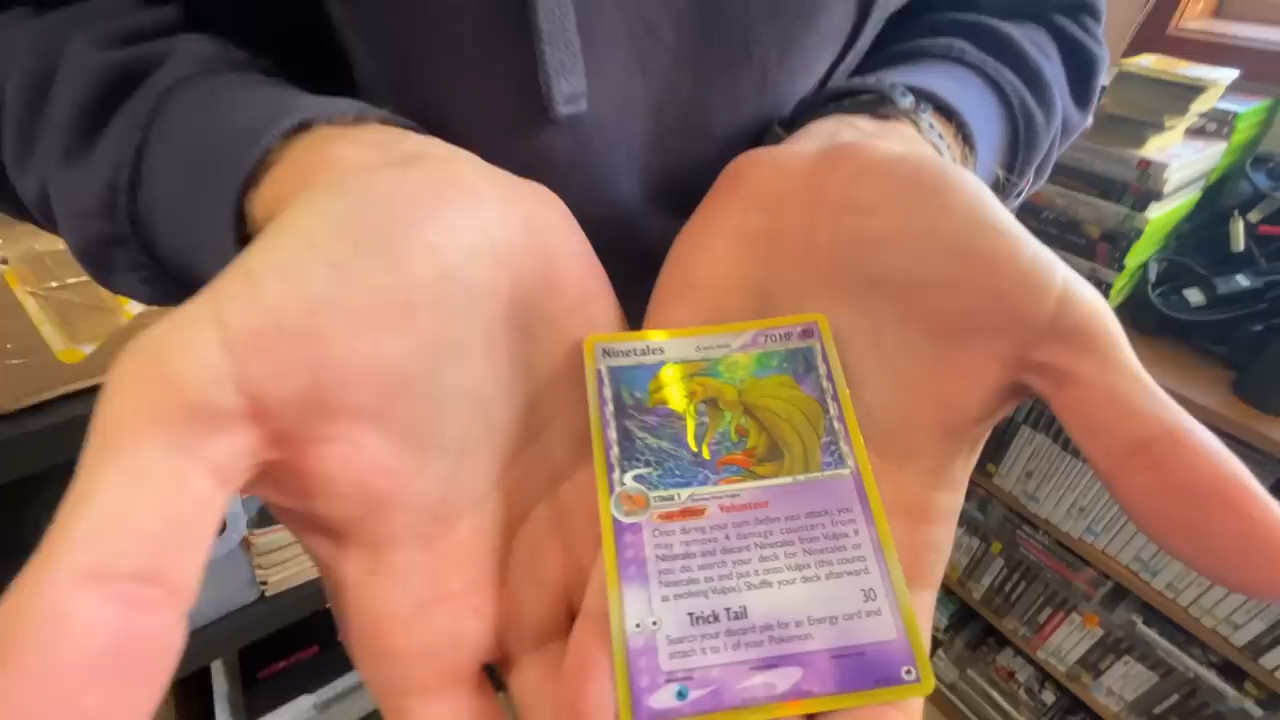 Ninetales
70 HP
STAGE 1
Volunteer
Once during your turn (before your attack), you
may remove 4 damage counters from
Ninetales and discard Ninetales from Vulpix. If
you do, search your deck for Ninetales or
Ninetales ex and put it onto Vulpix (this counts
as evolving Vulpix). Shuffle your deck afterward.
Trick Tail 30
Search your discard pile for an Energy card and
attach it to 1 of your Pokémon.